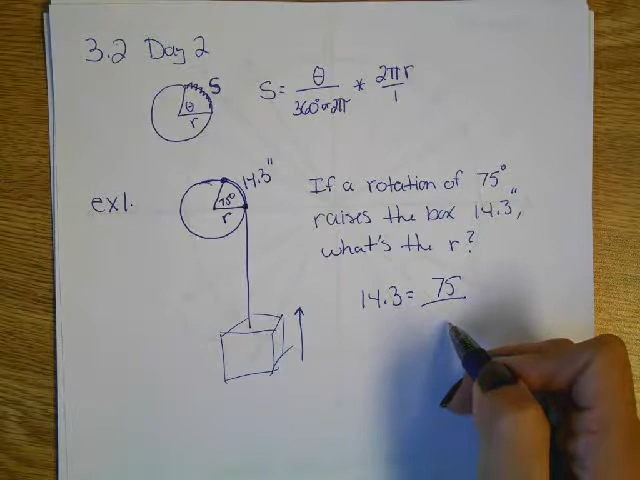 3.2 Day 2
S
θ
r
S = θ / 360° or 2πr * 2πr / 1
ex1.
14.3"
75°
r
If a rotation of 75°
raises the box 14.3",
what's the r?
14.3 = 75